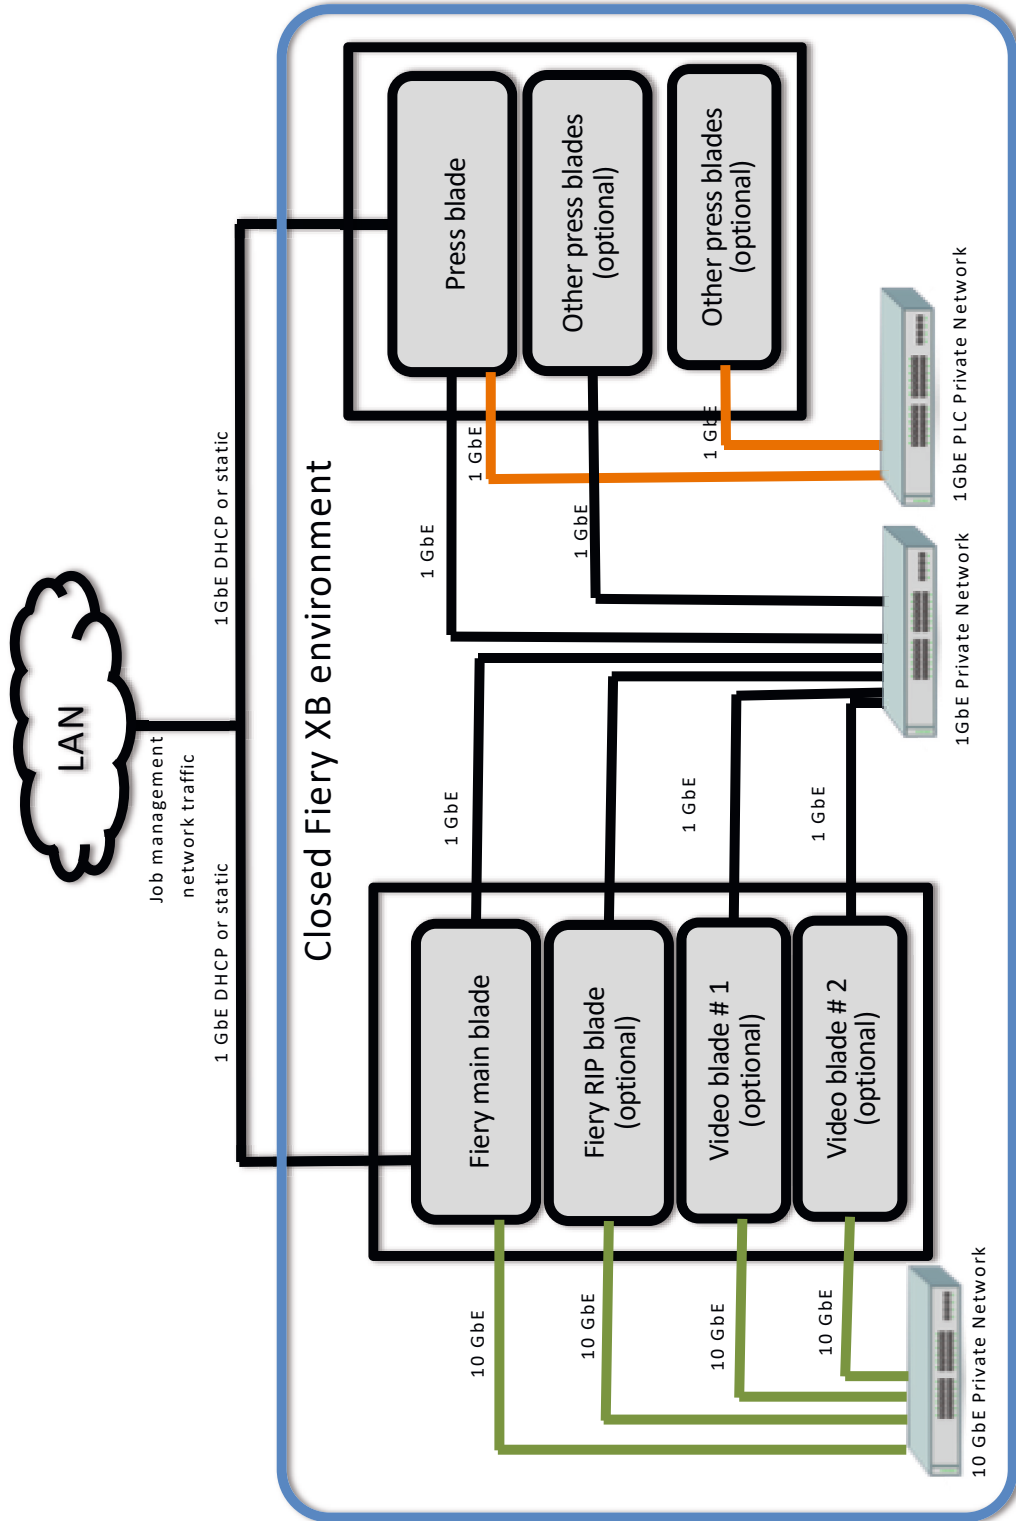 LAN
Job management
network traffic
1 GbE DHCP or static
1GbE DHCP or static
Closed Fiery XB environment
Fiery main blade
Fiery RIP blade
(optional)
Video blade # 1
(optional)
Video blade # 2
(optional)
Press blade
Other press blades
(optional)
Other press blades
(optional)
10 GbE
10 GbE
10 GbE
10 GbE
1 GbE
1 GbE
1 GbE
1 GbE
1 GbE
1 GbE
1 GbE
10 GbE Private Network
1GbE Private Network
1GbE PLC Private Network